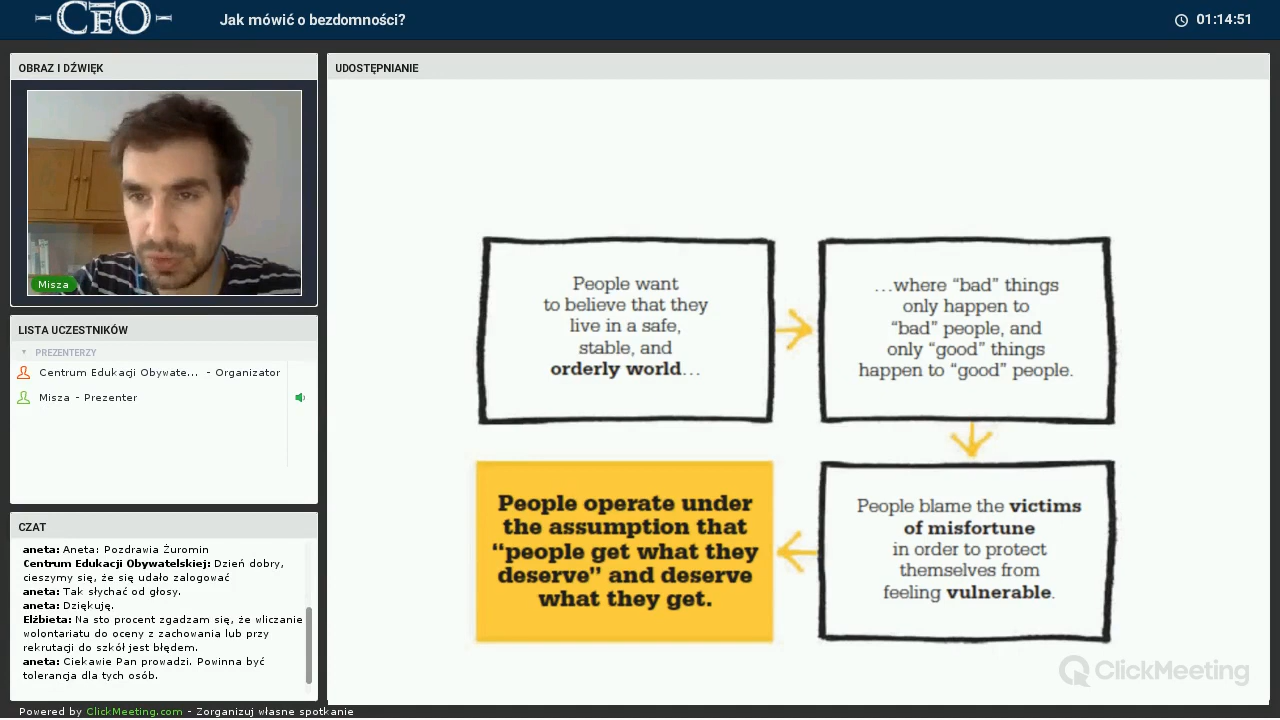 CEO
Jak mówić o bezdomności?
01:14:51
OBRAZ I DŹWIĘK
Misza
LISTA UCZESTNIKÓW
PREZENTERZY
Centrum Edukacji Obywate... - Organizator
Misza - Prezenter
CZAT
aneta: Aneta: Pozdrawia Żuromin
Centrum Edukacji Obywatelskiej: Dzień dobry,
cieszymy się, że się udało zalogować
aneta: Tak słychać od głosy.
aneta: Dziękuję.
Elżbieta: Na sto procent zgadzam się, że wliczanie
wolontariatu do oceny z zachowania lub przy
rekrutacji do szkół jest błędem.
aneta: Ciekawie Pan prowadzi. Powinna być
tolerancja dla tych osób.
UDOSTĘPNIANIE
People want
to believe that they
live in a safe,
stable, and
orderly world...
...where “bad” things
only happen to
“bad” people, and
only “good” things
happen to “good” people.
People blame the victims
of misfortune
in order to protect
themselves from
feeling vulnerable.
People operate under
the assumption that
“people get what they
deserve” and deserve
what they get.
ClickMeeting
Powered by ClickMeeting.com - Zorganizuj własne spotkanie